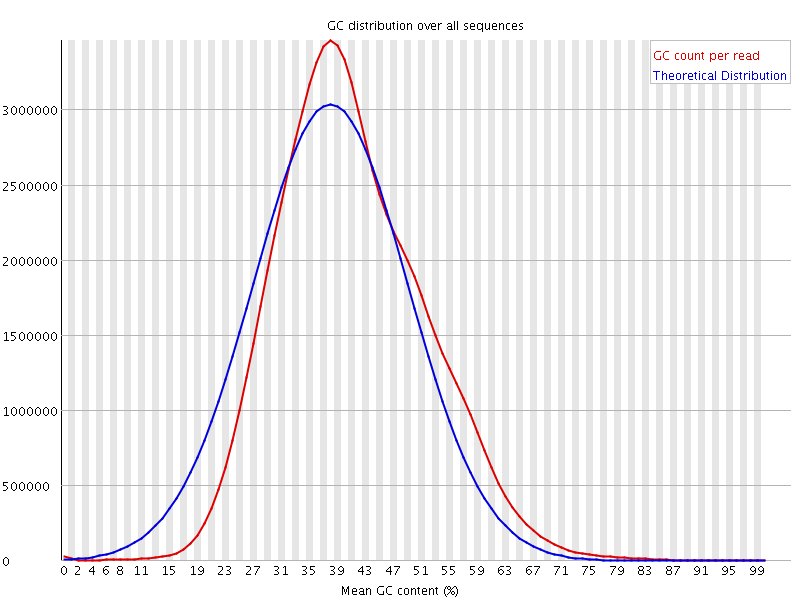 GC distribution over all sequences
GC count per read
Theoretical Distribution
3000000
2500000
2000000
1500000
1000000
500000
0
0 2 4 6 8 11 15 19 23 27 31 35 39 43 47 51 55 59 63 67 71 75 79 83 87 91 95 99
Mean GC content (%)